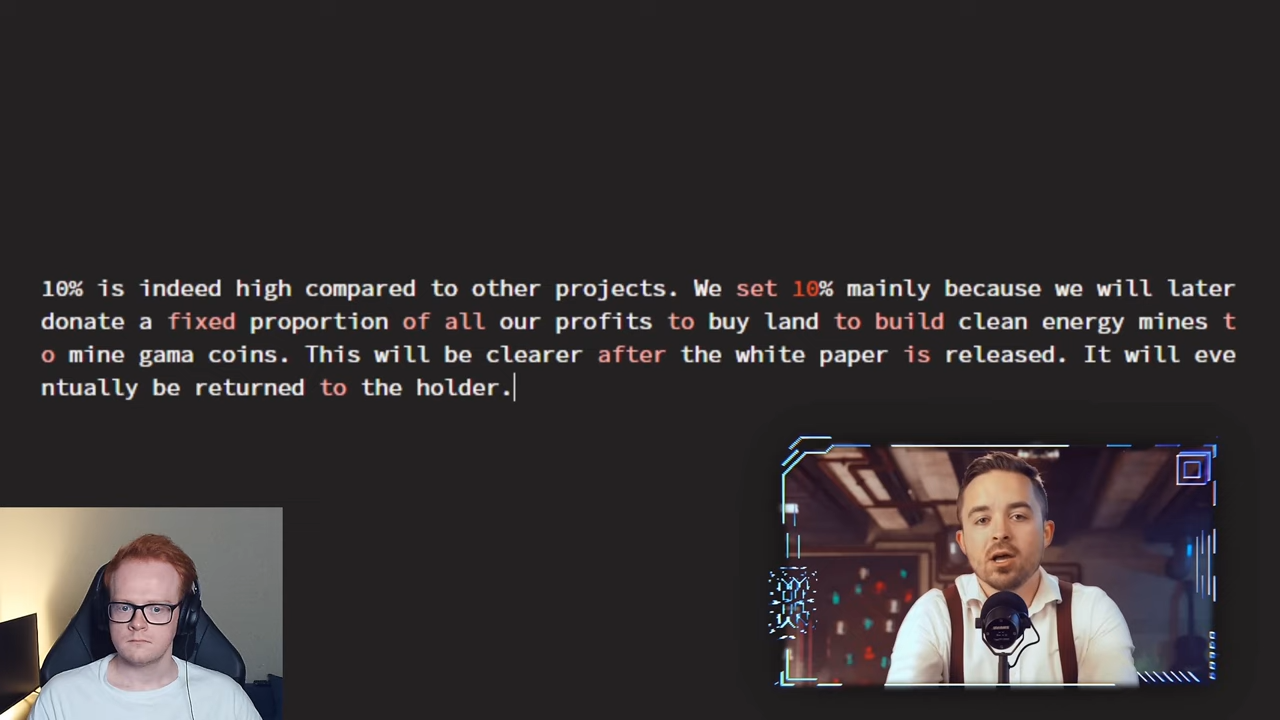 10% is indeed high compared to other projects. We set 10% mainly because we will later
donate a fixed proportion of all our profits to buy land to build clean energy mines t
o mine gama coins. This will be clearer after the white paper is released. It will eve
ntually be returned to the holder.